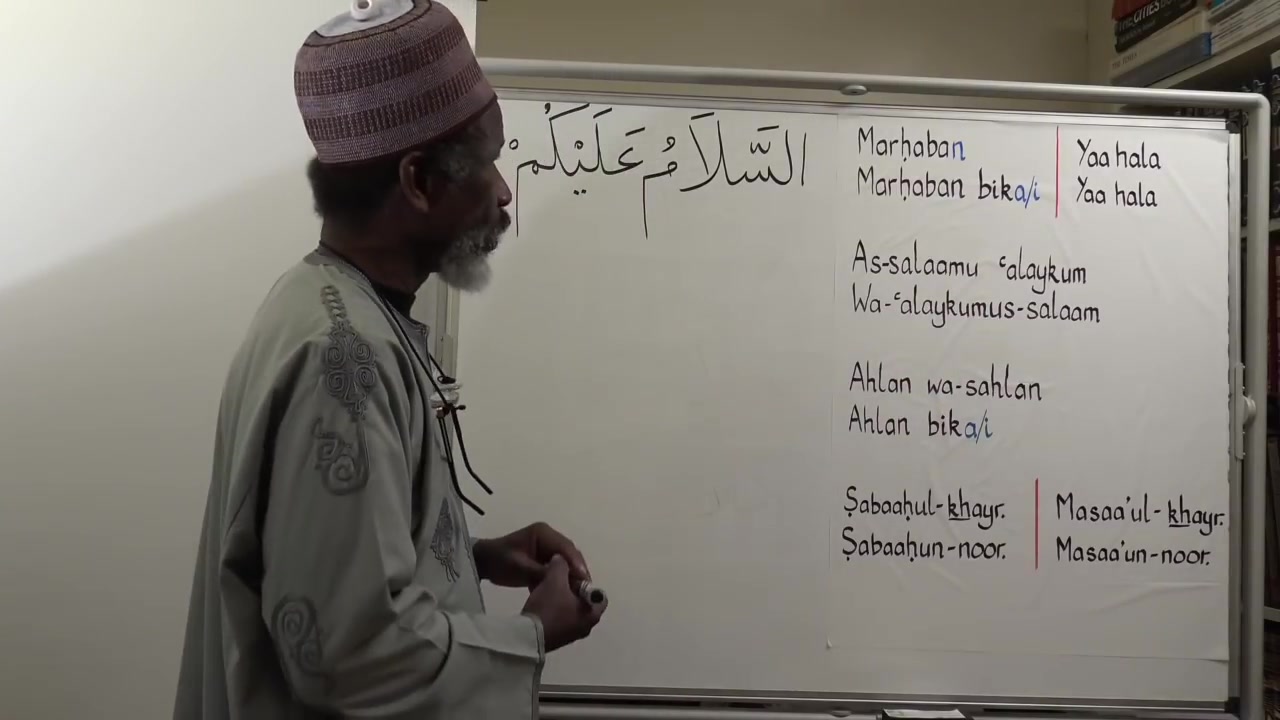 السَّلاَمُ عَلَيْكُمْ
Marḥaban
Marḥaban bika/i
Yaa hala
Yaa hala
As-salaamu ʿalaykum
Wa-ʿalaykumus-salaam
Ahlan wa-sahlan
Ahlan bika/i
Ṣabaaḥul-khayr.
Ṣabaaḥun-noor.
Masaa'ul-khayr.
Masaa'un-noor.